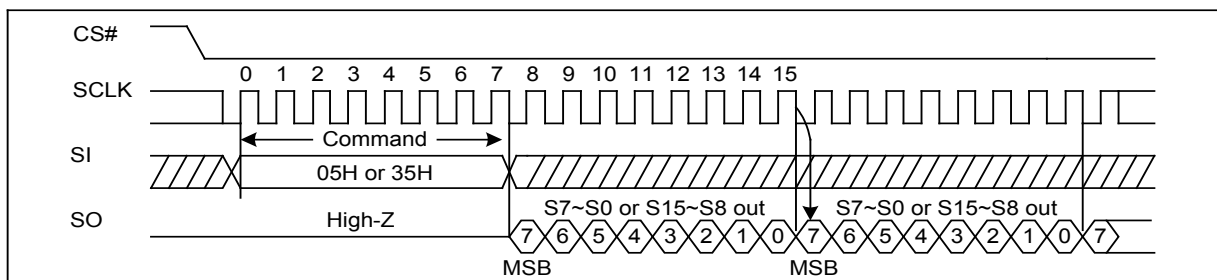 CS#
0 1 2 3 4 5 6 7 8 9 10 11 12 13 14 15
SCLK
Command
SI
05H or 35H
S7~S0 or S15~S8 out S7~S0 or S15~S8 out
SO High-Z 7 6 5 4 3 2 1 0 7 6 5 4 3 2 1 0 7
MSB MSB